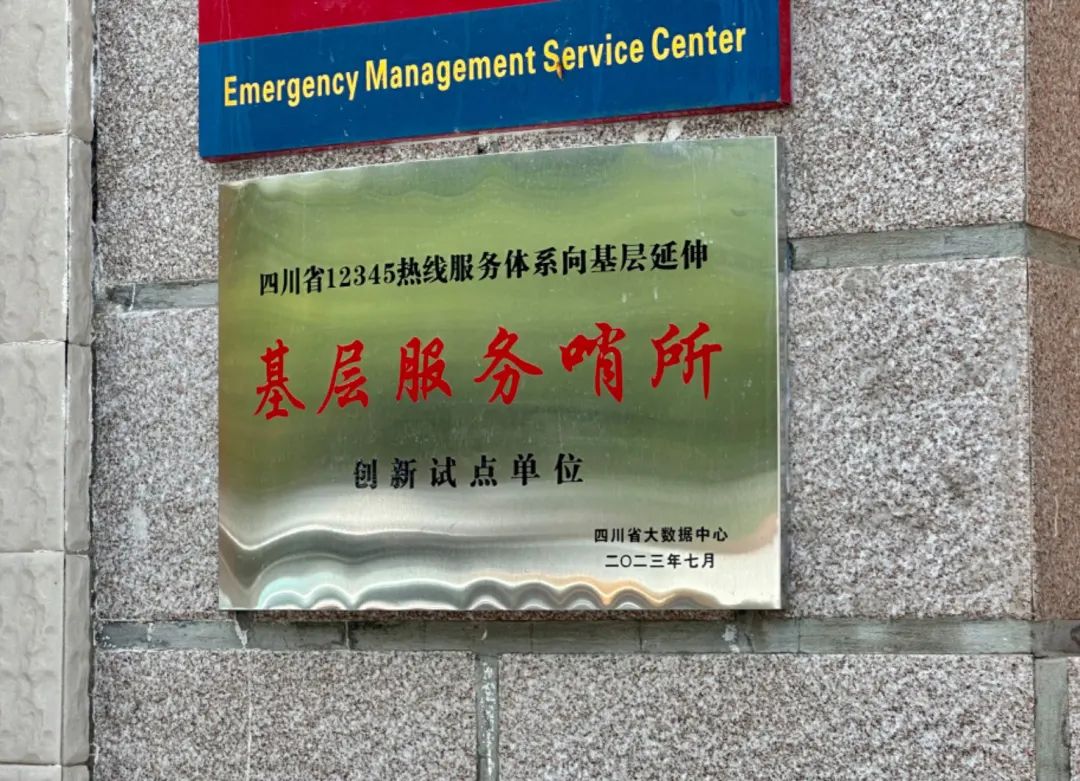 Emergency Management Service Center
四川省12345热线服务体系向基层延伸
基层服务哨所
创新试点单位
四川省大数据中心
二〇二三年七月